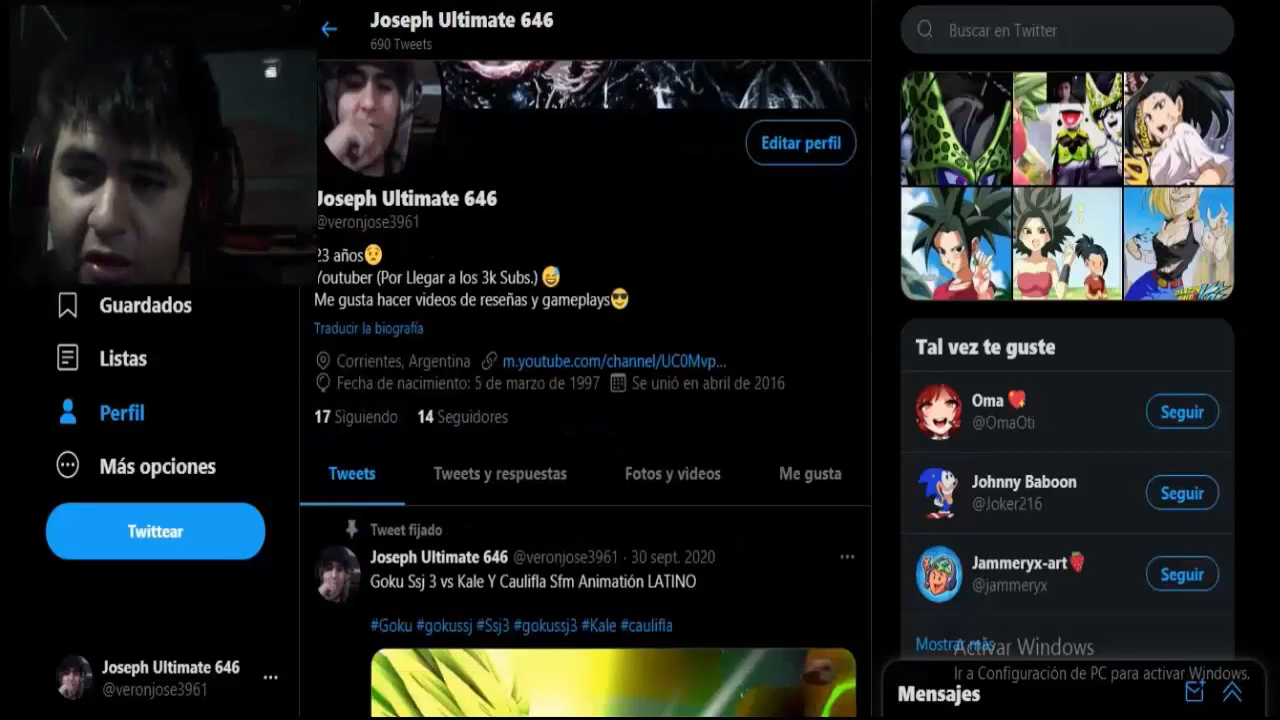 Joseph Ultimate 646
690 Tweets
Editar perfil
Joseph Ultimate 646
@veronjose3961
23 años😟
Youtuber (Por Llegar a los 3k Subs.) 😅
Me gusta hacer videos de reseñas y gameplays😎
Traducir la biografía
Corrientes, Argentina m.youtube.com/channel/UC0Mvp...
Fecha de nacimiento: 5 de marzo de 1997 Se unió en abril de 2016
17 Siguiendo 14 Seguidores
Tweets Tweets y respuestas Fotos y videos Me gusta
Tweet fijado
Joseph Ultimate 646 @veronjose3961 · 30 sept. 2020
Goku Ssj 3 vs Kale Y Caulifla Sfm Animatión LATINO
#Goku #gokussj #Ssj3 #gokussj3 #Kale #caulifla
Guardados
Listas
Perfil
Más opciones
Twittear
Joseph Ultimate 646
@veronjose3961
Buscar en Twitter
Tal vez te guste
Oma 💖
@OmaOti
Seguir
Johnny Baboon
@Joker216
Seguir
Jammeryx-art🍓
@jammeryx
Seguir
Mostrar más
Activar Windows
Ir a Configuración de PC para activar Windows.
Mensajes